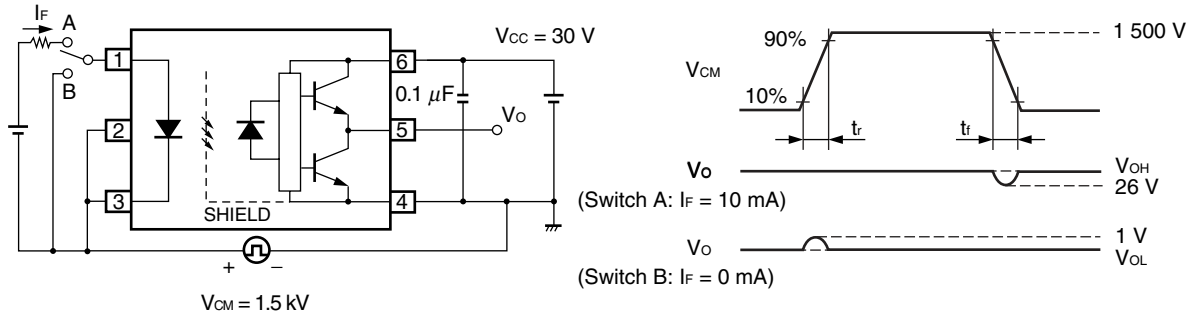 IF
A
B
1
2
3
SHIELD
6
5
4
VCC = 30 V
0.1 μF
VO
+
−
VCM = 1.5 kV
90%
10%
VCM
1 500 V
tr
tf
VO
(Switch A: IF = 10 mA)
VOH
26 V
VO
(Switch B: IF = 0 mA)
1 V
VOL